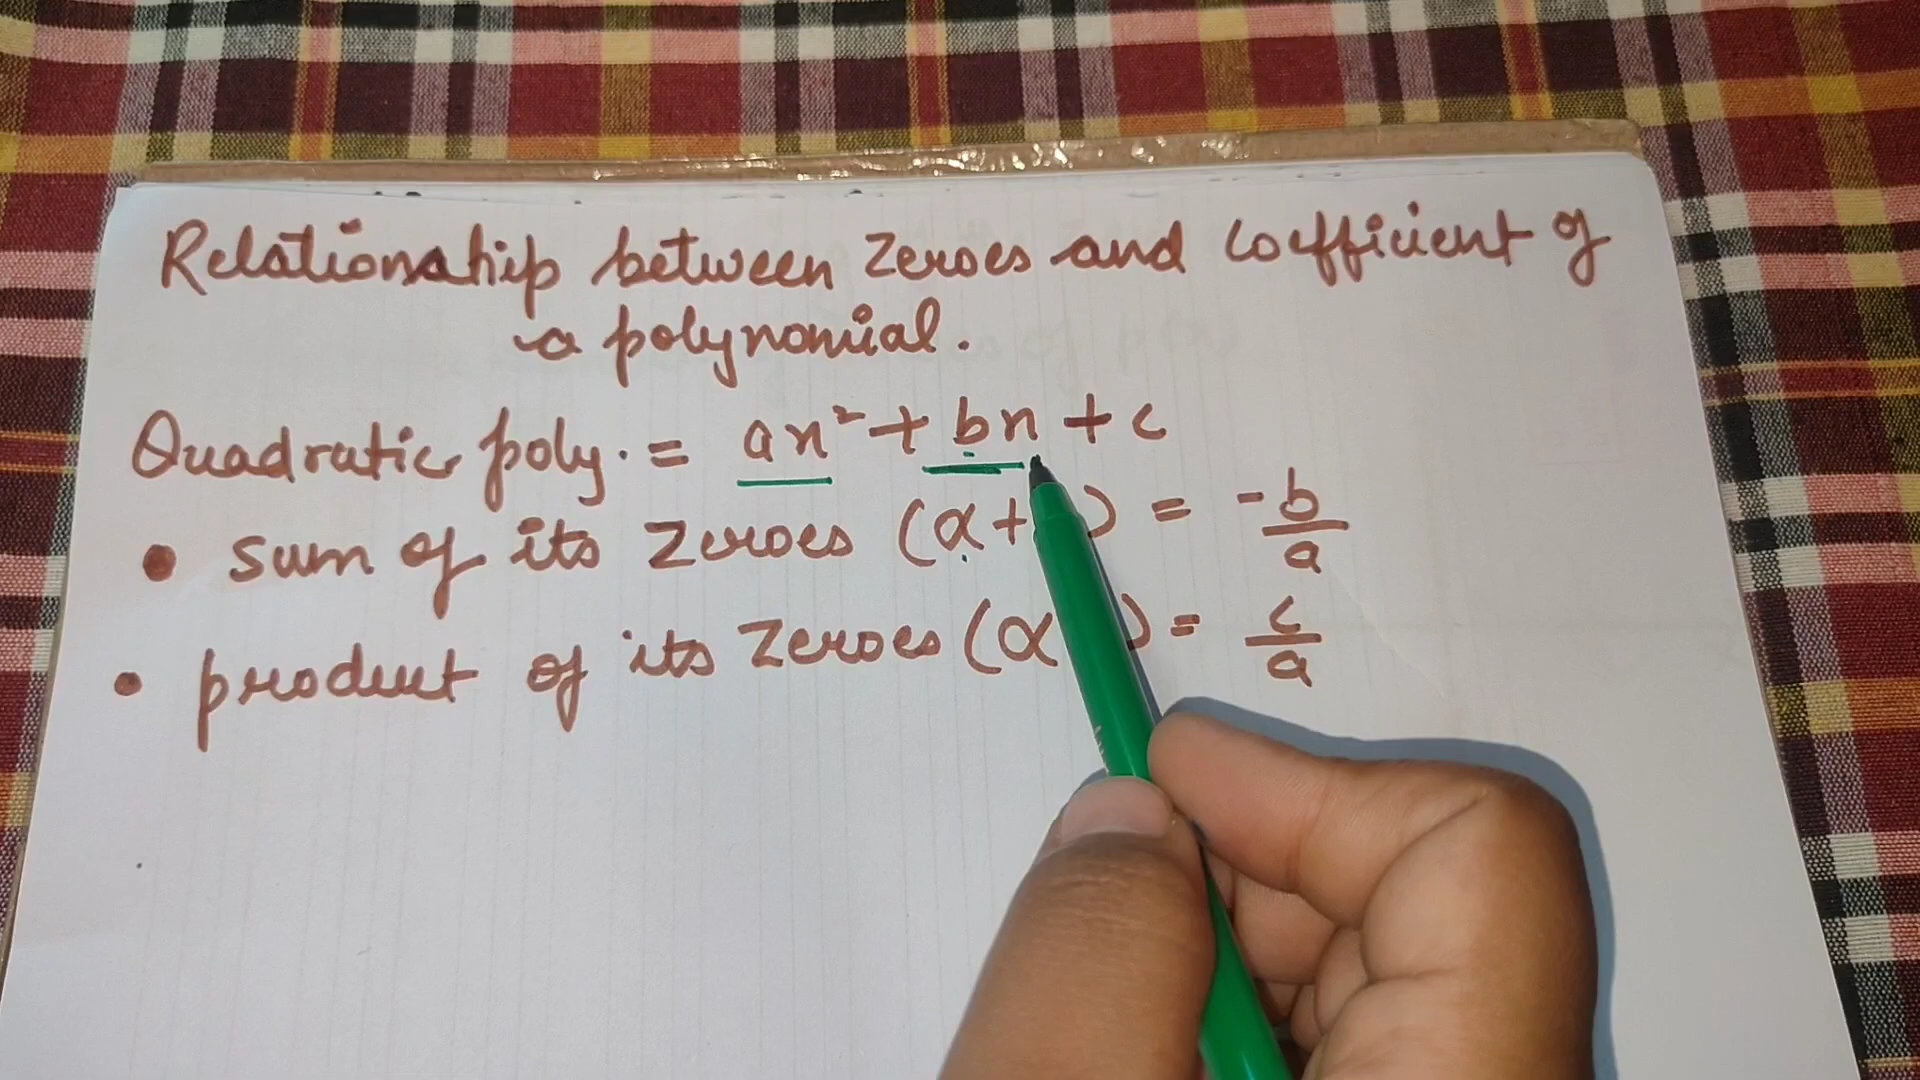 Relationship between zeroes and coefficient of
a polynomial.
Quadratic poly. = ax² + bx + c
• sum of its zeroes (α+ ) = -b/a
• product of its zeroes (α ) = c/a